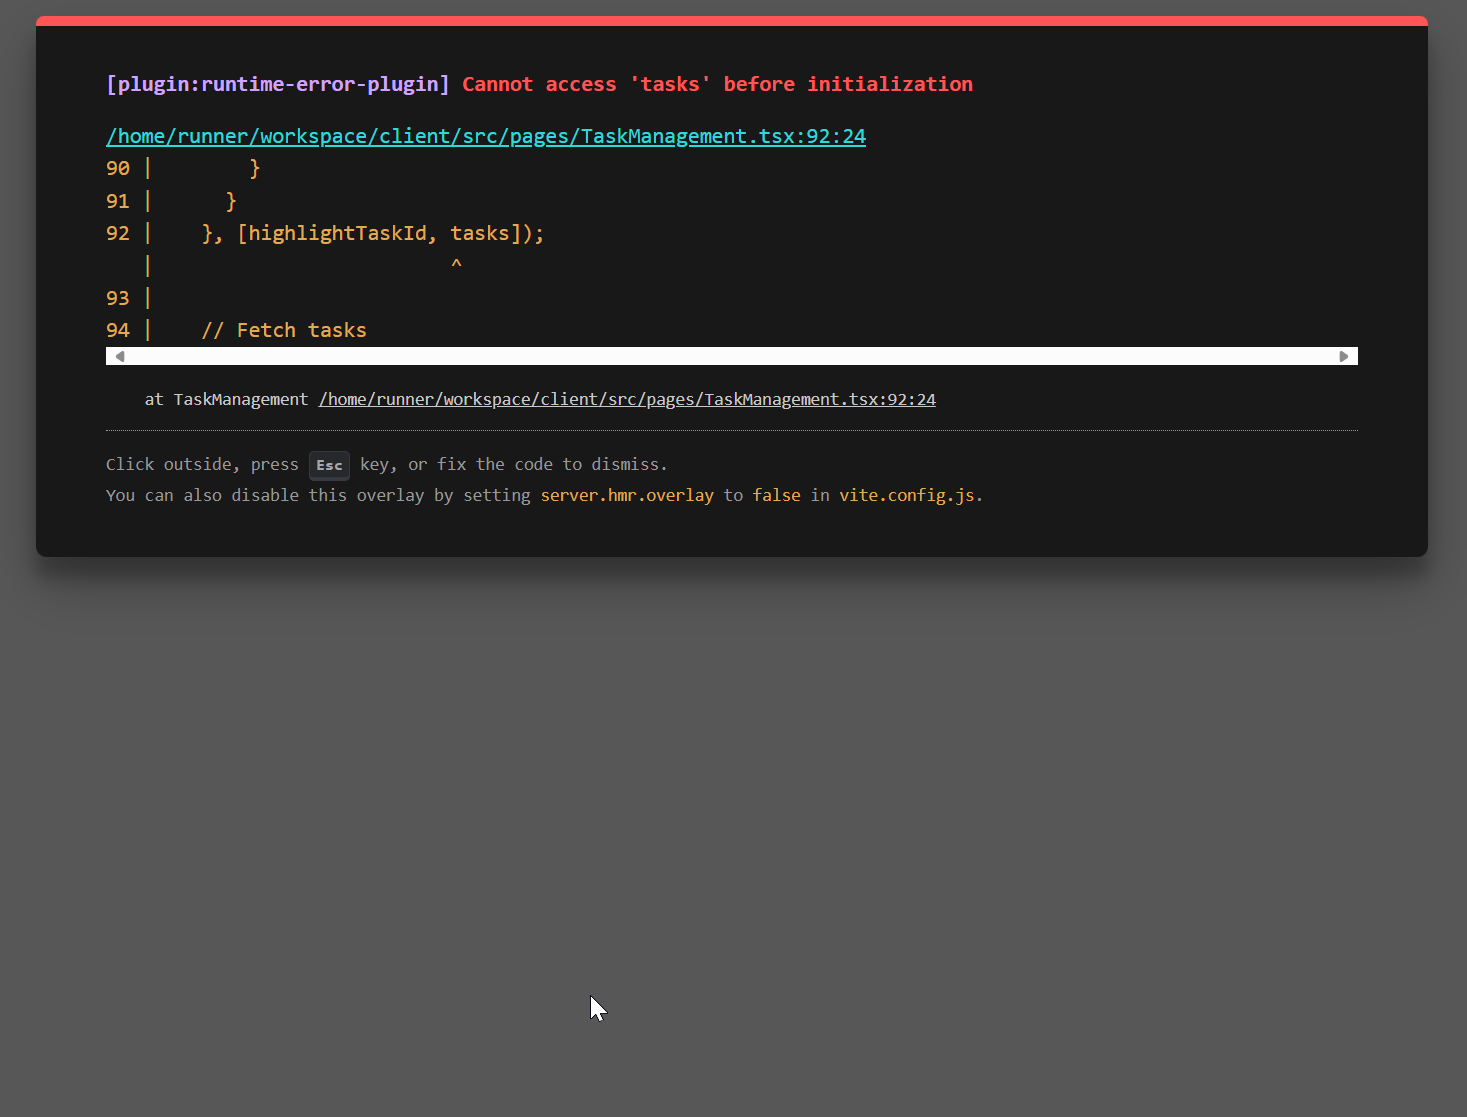 [plugin:runtime-error-plugin] Cannot access 'tasks' before initialization
/home/runner/workspace/client/src/pages/TaskManagement.tsx:92:24
90 |        }
91 |      }
92 |    }, [highlightTaskId, tasks]);
   |                         ^
93 |
94 |    // Fetch tasks
at TaskManagement /home/runner/workspace/client/src/pages/TaskManagement.tsx:92:24
Click outside, press Esc key, or fix the code to dismiss.
You can also disable this overlay by setting server.hmr.overlay to false in vite.config.js.